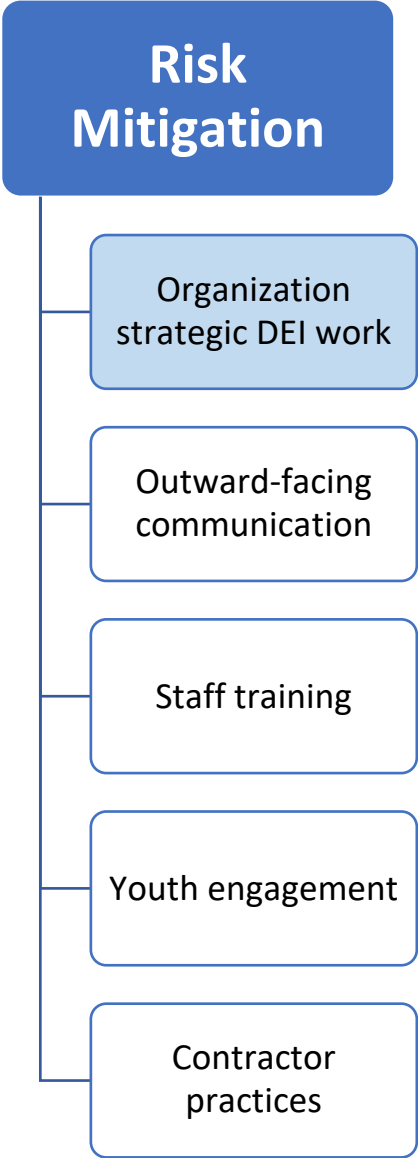 Risk
Mitigation
Organization
strategic DEI work
Outward-facing
communication
Staff training
Youth engagement
Contractor
practices